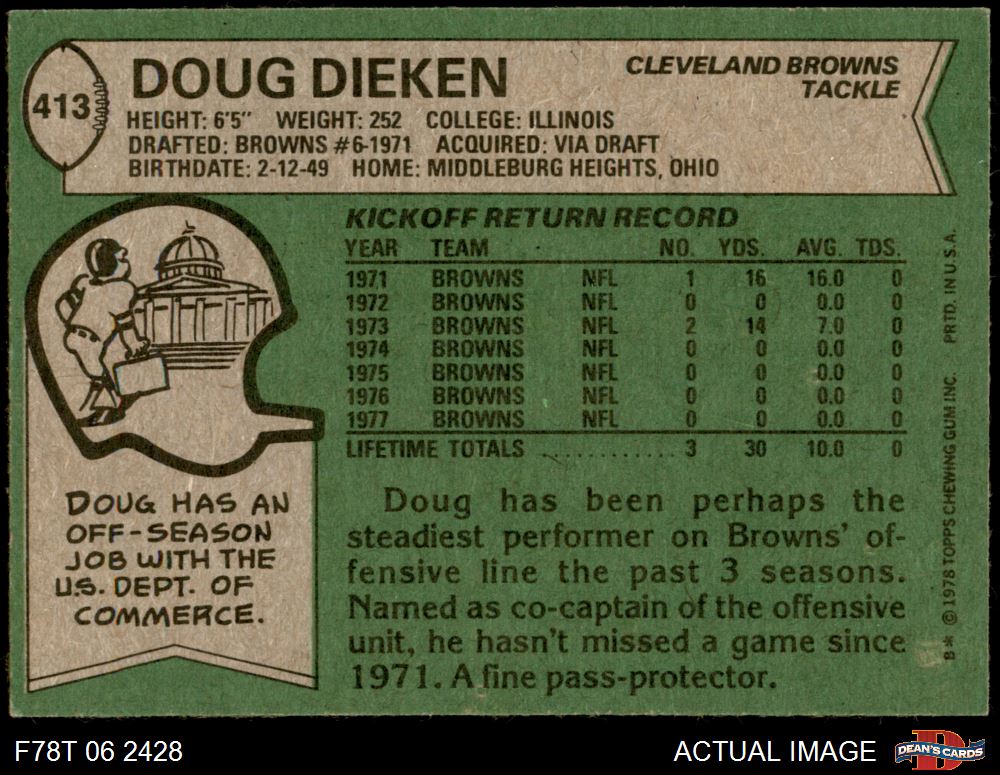 413
DOUG DIEKEN
CLEVELAND BROWNS
TACKLE
HEIGHT: 6'5" WEIGHT: 252 COLLEGE: ILLINOIS
DRAFTED: BROWNS #6-1971 ACQUIRED: VIA DRAFT
BIRTHDATE: 2-12-49 HOME: MIDDLEBURG HEIGHTS, OHIO
KICKOFF RETURN RECORD
YEAR TEAM NO. YDS. AVG. TDS.
1971 BROWNS NFL 1 16 16.0 0
1972 BROWNS NFL 0 0 0.0 0
1973 BROWNS NFL 2 14 7.0 0
1974 BROWNS NFL 0 0 0.0 0
1975 BROWNS NFL 0 0 0.0 0
1976 BROWNS NFL 0 0 0.0 0
1977 BROWNS NFL 0 0 0.0 0
LIFETIME TOTALS ............ 3 30 10.0 0
DOUG HAS AN
OFF-SEASON
JOB WITH THE
U.S. DEPT. OF
COMMERCE.
Doug has been perhaps the
steadiest performer on Browns' of-
fensive line the past 3 seasons.
Named as co-captain of the offensive
unit, he hasn't missed a game since
1971. A fine pass-protector.
B* © 1978 TOPPS CHEWING GUM INC. PRTD. IN U.S.A.
F78T 06 2428
ACTUAL IMAGE
D
DEAN'S CARDS